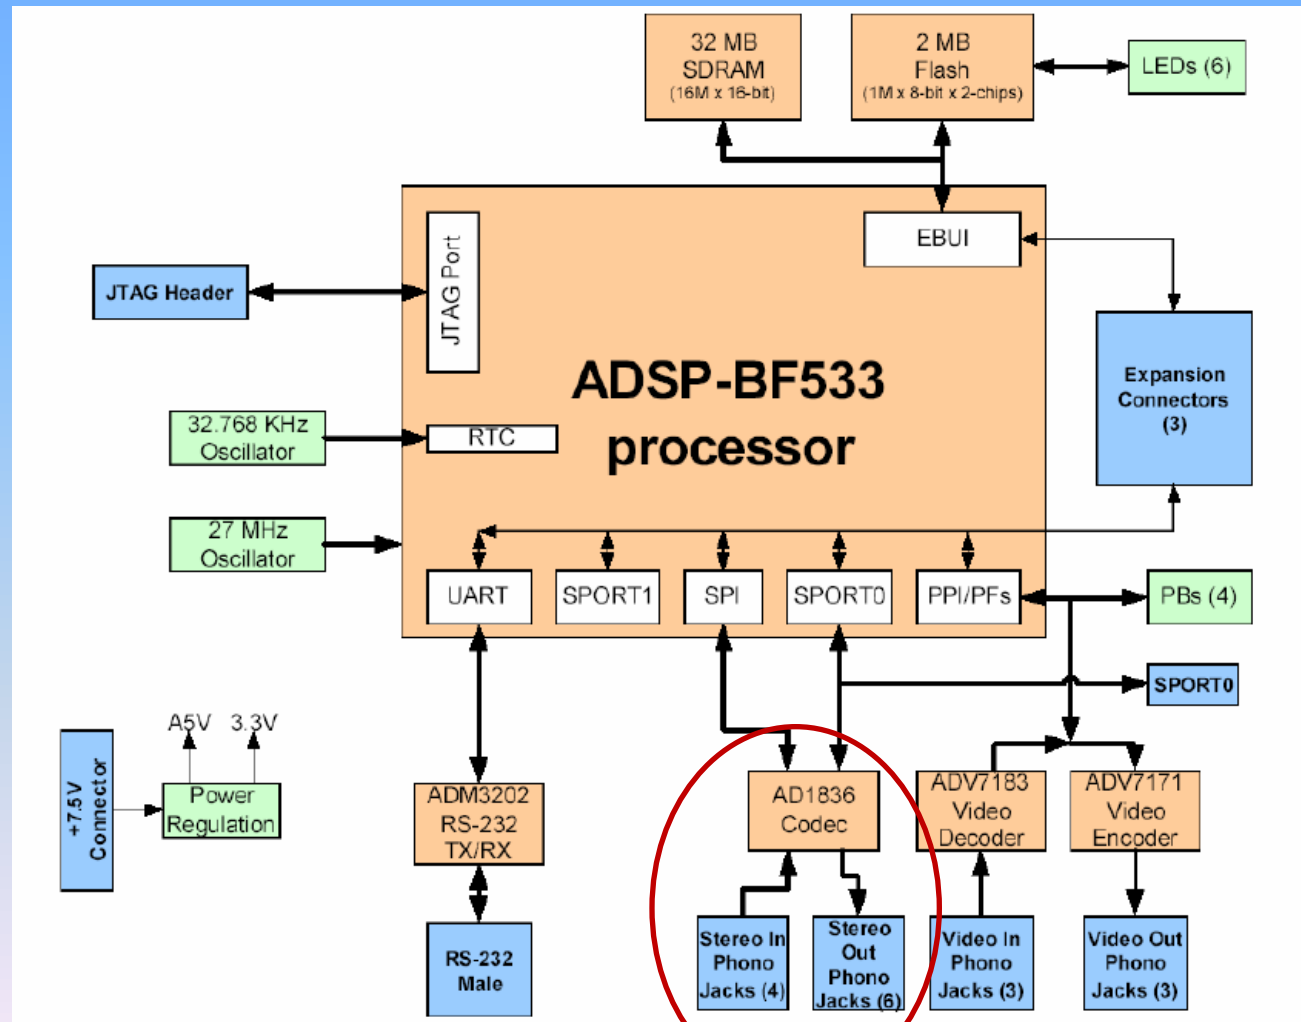 32 MB
SDRAM
(16M x 16-bit)
2 MB
Flash
(1M x 8-bit x 2-chips)
LEDs (6)
JTAG Port
EBUI
JTAG Header
ADSP-BF533
processor
Expansion
Connectors
(3)
32.768 KHz
Oscillator
RTC
27 MHz
Oscillator
UART
SPORT1
SPI
SPORT0
PPI/PFs
PBs (4)
SPORT0
A5V
3.3V
+7.5V
Connector
Power
Regulation
ADM3202
RS-232
TX/RX
AD1836
Codec
ADV7183
Video
Decoder
ADV7171
Video
Encoder
RS-232
Male
Stereo In
Phono
Jacks (4)
Stereo
Out
Phono
Jacks (6)
Video In
Phono
Jacks (3)
Video Out
Phono
Jacks (3)